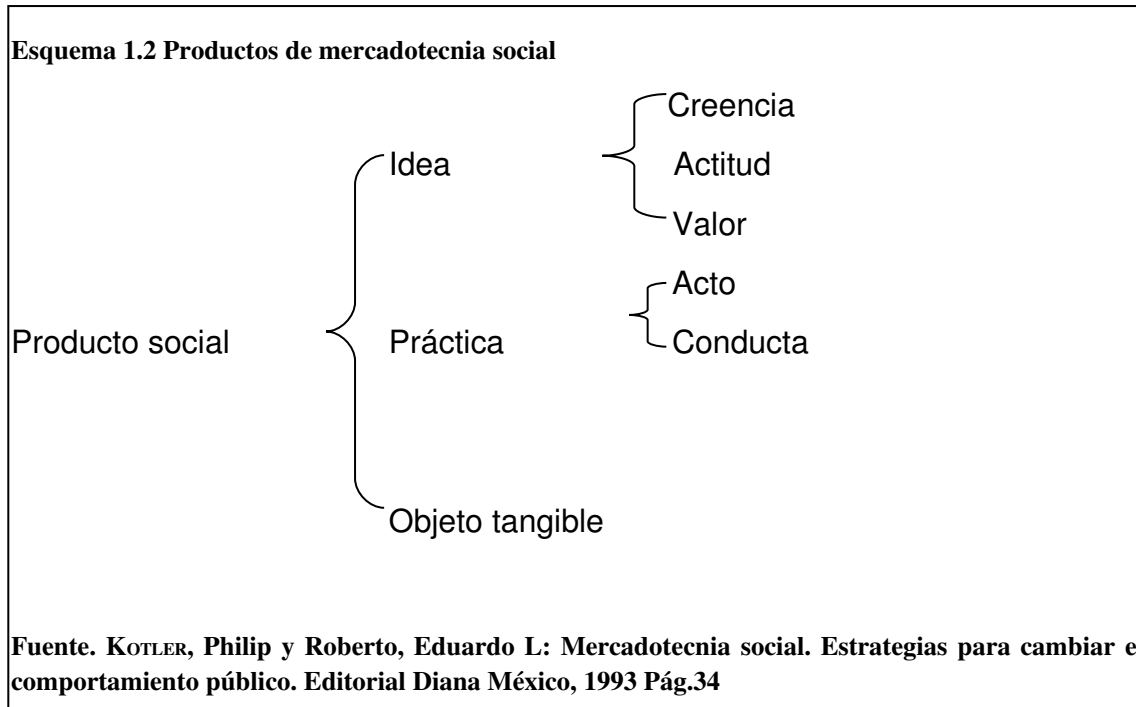 Esquema 1.2 Productos de mercadotecnia social
Creencia
Idea Actitud
Valor
Acto
Producto social Práctica Conducta
Objeto tangible
Fuente. KOTLER, Philip y Roberto, Eduardo L: Mercadotecnia social. Estrategias para cambiar e
comportamiento público. Editorial Diana México, 1993 Pág.34